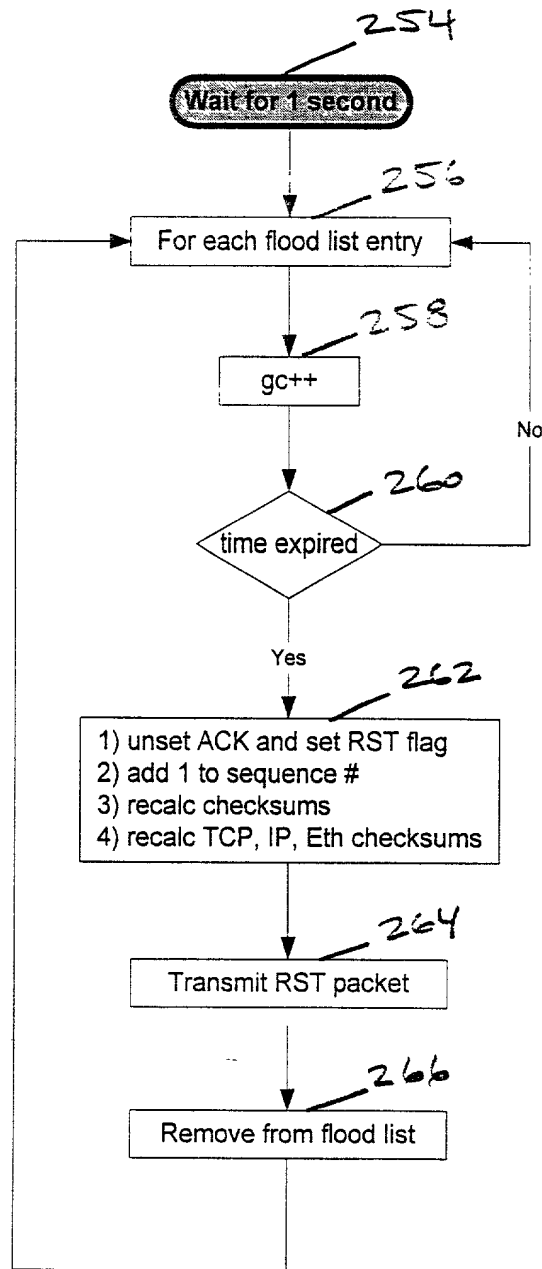 254
Wait for 1 second
256
For each flood list entry
258
gc++
No
260
time expired
Yes
262
1) unset ACK and set RST flag
2) add 1 to sequence #
3) recalc checksums
4) recalc TCP, IP, Eth checksums
264
Transmit RST packet
266
Remove from flood list